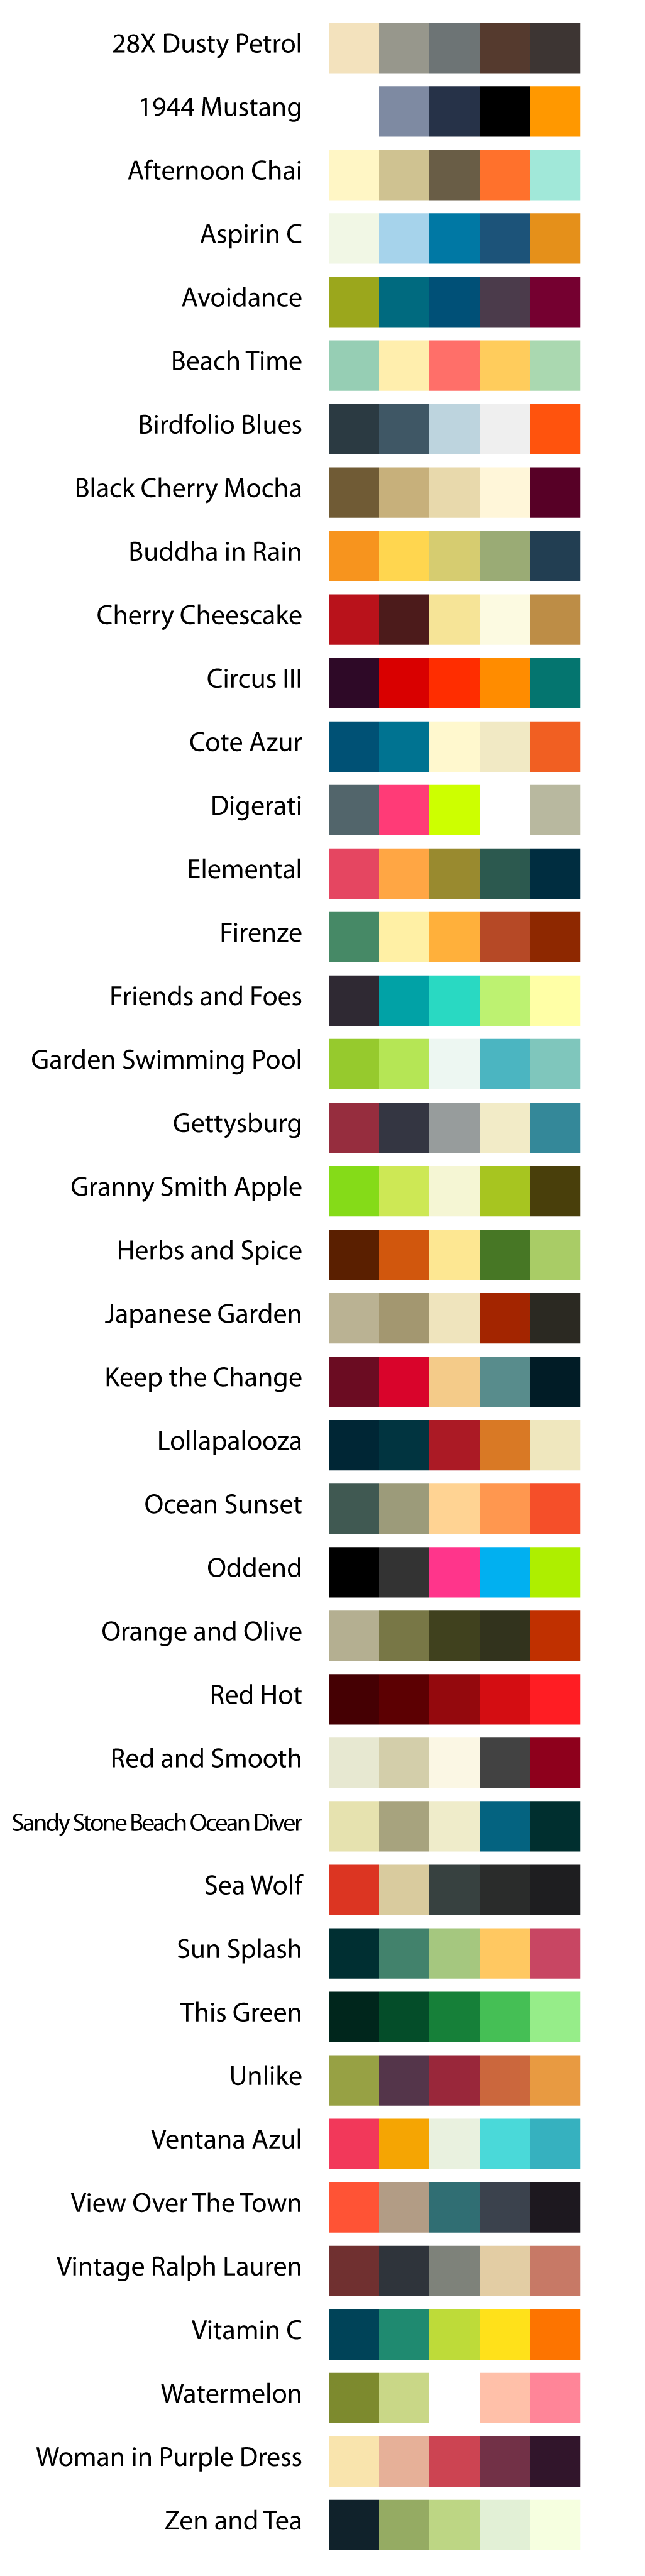 28X Dusty Petrol
1944 Mustang
Afternoon Chai
Aspirin C
Avoidance
Beach Time
Birdfolio Blues
Black Cherry Mocha
Buddha in Rain
Cherry Cheescake
Circus III
Cote Azur
Digerati
Elemental
Firenze
Friends and Foes
Garden Swimming Pool
Gettysburg
Granny Smith Apple
Herbs and Spice
Japanese Garden
Keep the Change
Lollapalooza
Ocean Sunset
Oddend
Orange and Olive
Red Hot
Red and Smooth
Sandy Stone Beach Ocean Diver
Sea Wolf
Sun Splash
This Green
Unlike
Ventana Azul
View Over The Town
Vintage Ralph Lauren
Vitamin C
Watermelon
Woman in Purple Dress
Zen and Tea